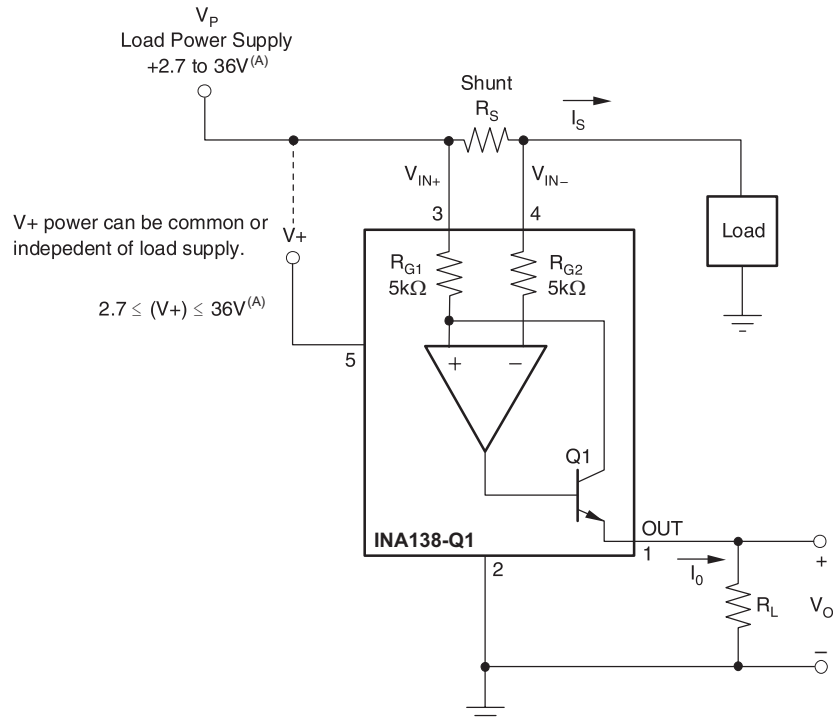 V_P
Load Power Supply
+2.7 to 36V^(A)
Shunt
R_S
I_S
V_IN+
V_IN−
3
4
V+ power can be common or
indepedent of load supply.
V+
R_G1
5kΩ
R_G2
5kΩ
Load
2.7 ≤ (V+) ≤ 36V^(A)
5
+
−
Q1
OUT
INA138-Q1
1
2
I_0
+
R_L
V_O
−